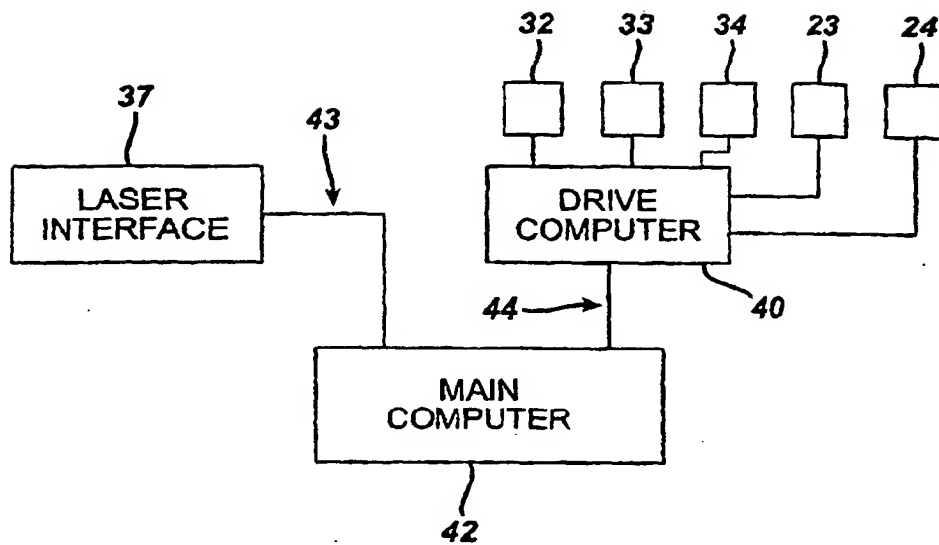 32
33
34
23
24
37
43
LASER
INTERFACE
DRIVE
COMPUTER
44
40
MAIN
COMPUTER
42